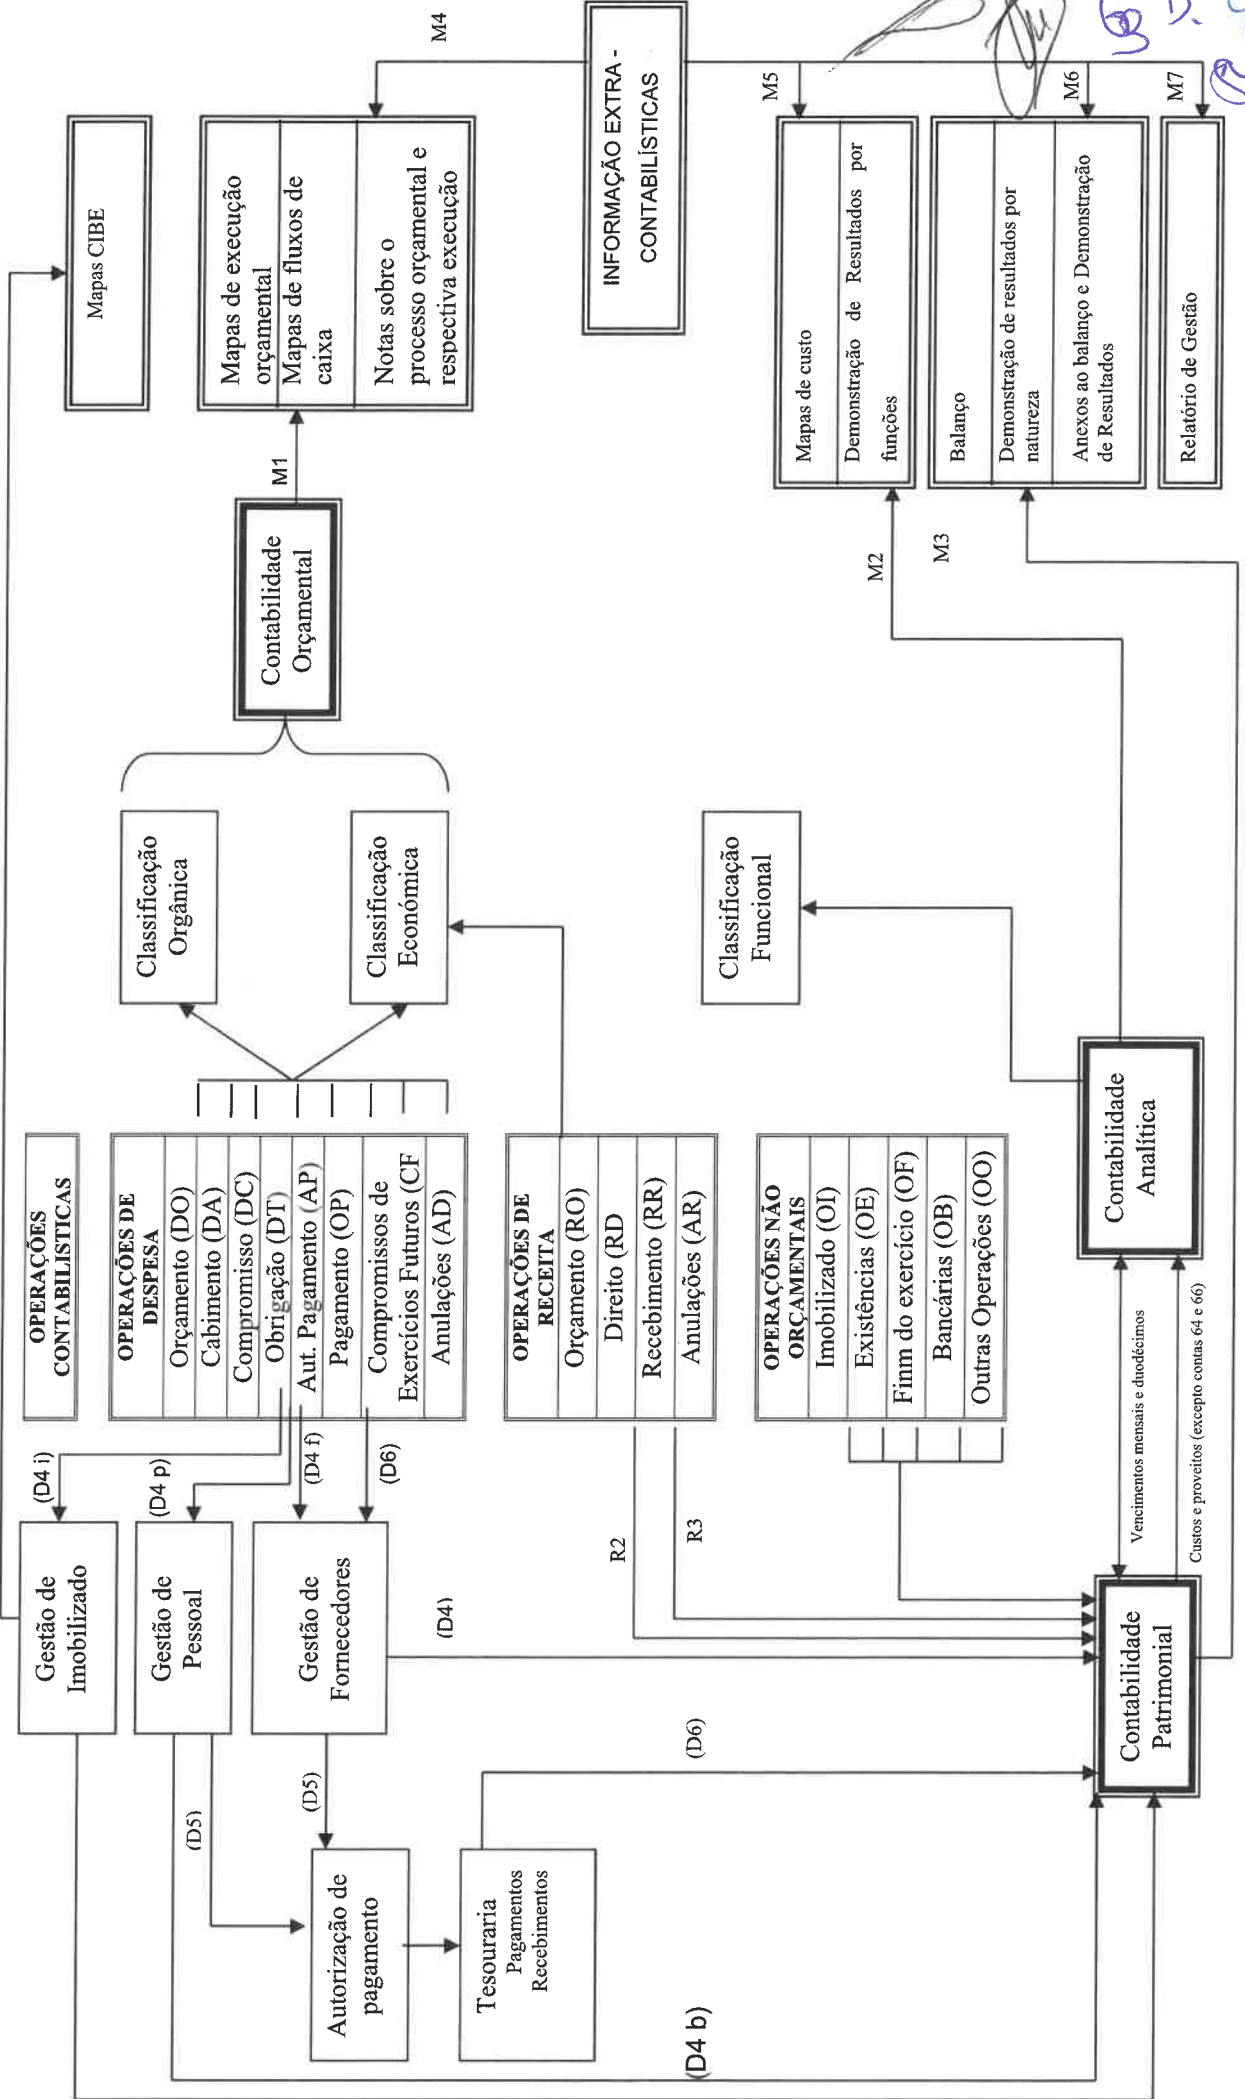 Gestão de
Imobilizado
Gestão de
Pessoal
Gestão de
Fornecedores
Autorização de
pagamento
Tesouraria
Pagamentos
Recebimentos
(D4 i)
(D4 p)
(D4 f)
(D6)
(D5)
(D5)
(D4)
(D6)
(D4 b)
R2
R3
OPERAÇÕES
CONTABILISTICAS
OPERAÇÕES DE
DESPESA
Orçamento (DO)
Cabimento (DA)
Compromisso (DC)
Obrigação (DT)
Aut. Pagamento (AP)
Pagamento (OP)
Compromissos de
Exercícios Futuros (CF
Anulações (AD)
OPERAÇÕES DE
RECEITA
Orçamento (RO)
Direito (RD
Recebimento (RR)
Anulações (AR)
OPERAÇÕES NÃO
ORÇAMENTAIS
Imobilizado (OI)
Existências (OE)
Finm do exercício (OF)
Bancárias (OB)
Outras Operações (OO)
Contabilidade
Patrimonial
Vencimentos mensais e duodécimos
Custos e proveitos (excepto contas 64 e 66)
Contabilidade
Analítica
Classificação
Orgânica
Classificação
Económica
Classificação
Funcional
Contabilidade
Orçamental
M1
M2
M3
Mapas CIBE
Mapas de execução
orçamental
Mapas de fluxos de
caixa
Notas sobre o
processo orçamental e
respectiva execução
M4
INFORMAÇÃO EXTRA -
CONTABILÍSTICAS
M5
M6
M7
Mapas de custo
Demonstração de Resultados por
funções
Balanço
Demonstração de resultados por
natureza
Anexos ao balanço e Demonstração
de Resultados
Relatório de Gestão